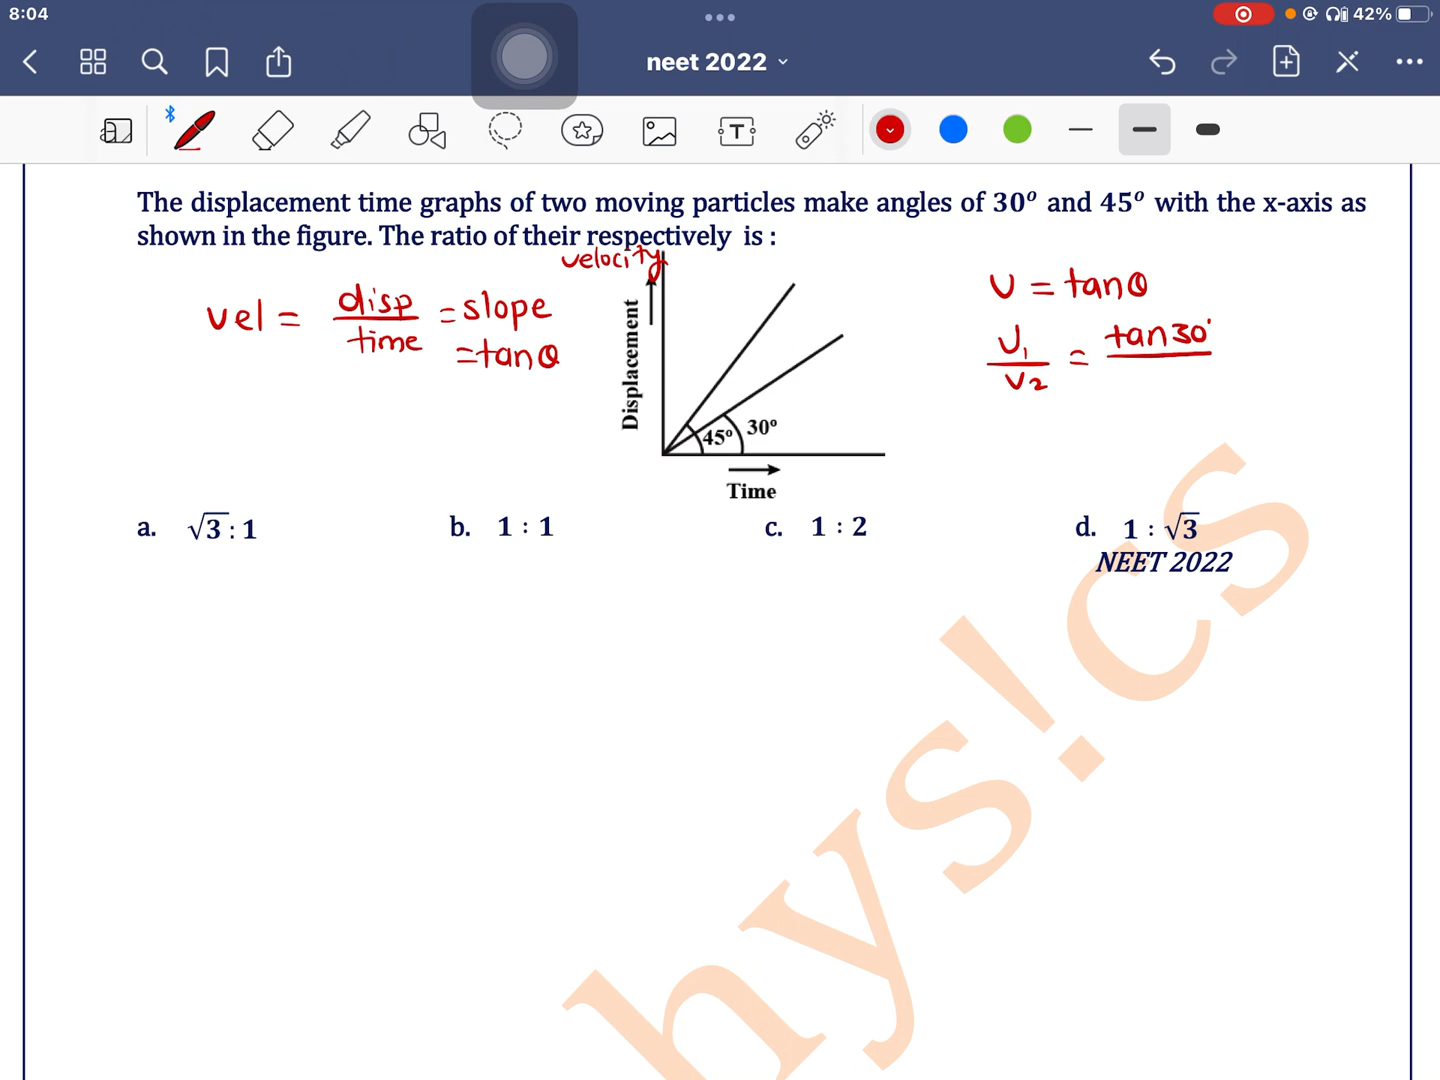 8:04
42%
neet 2022
The displacement time graphs of two moving particles make angles of 30° and 45° with the x-axis as
shown in the figure. The ratio of their respectively is :
velocity
vel = disp/time = slope
= tanθ
v = tanθ
v₁/v₂ = tan30°
Displacement
45°
30°
Time
a. √3 : 1
b. 1 : 1
c. 1 : 2
d. 1 : √3
NEET 2022
hys!cs